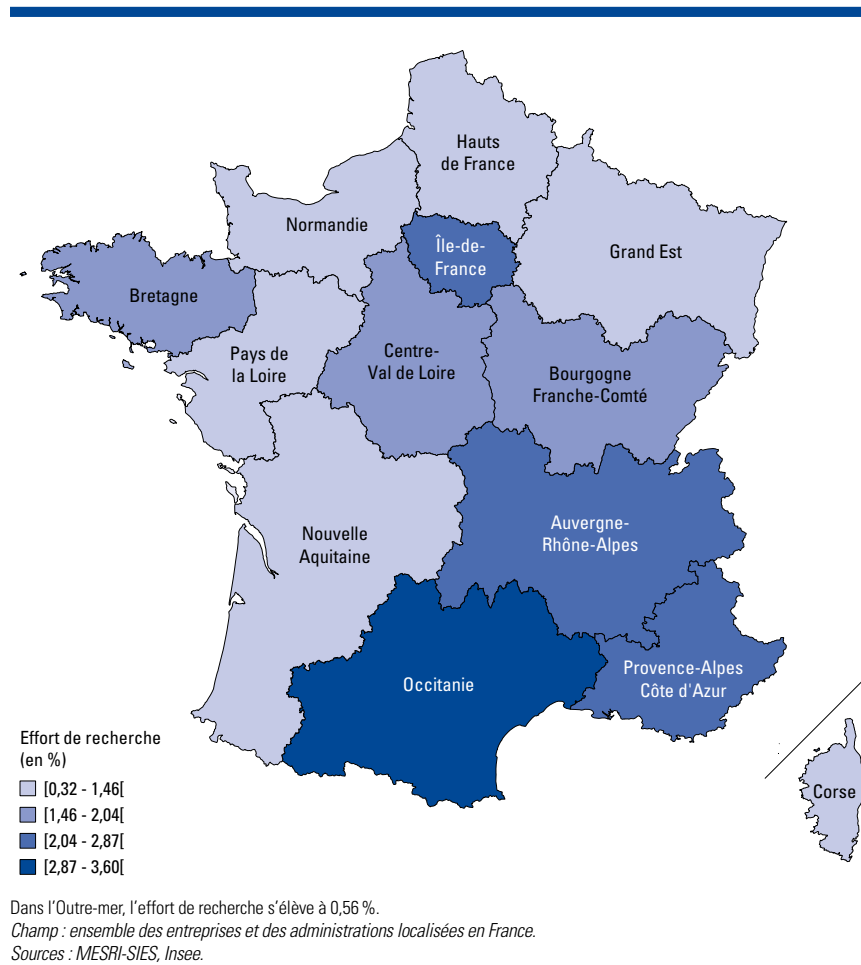 Hauts
de France
Normandie
Île-de-
France
Grand Est
Bretagne
Pays de
la Loire
Centre-
Val de Loire
Bourgogne
Franche-Comté
Nouvelle
Aquitaine
Auvergne-
Rhône-Alpes
Occitanie
Provence-Alpes
Côte d'Azur
Corse
Effort de recherche
(en %)
[0,32 - 1,46[
[1,46 - 2,04[
[2,04 - 2,87[
[2,87 - 3,60[
Dans l’Outre-mer, l’effort de recherche s’élève à 0,56 %.
Champ : ensemble des entreprises et des administrations localisées en France.
Sources : MESRI-SIES, Insee.